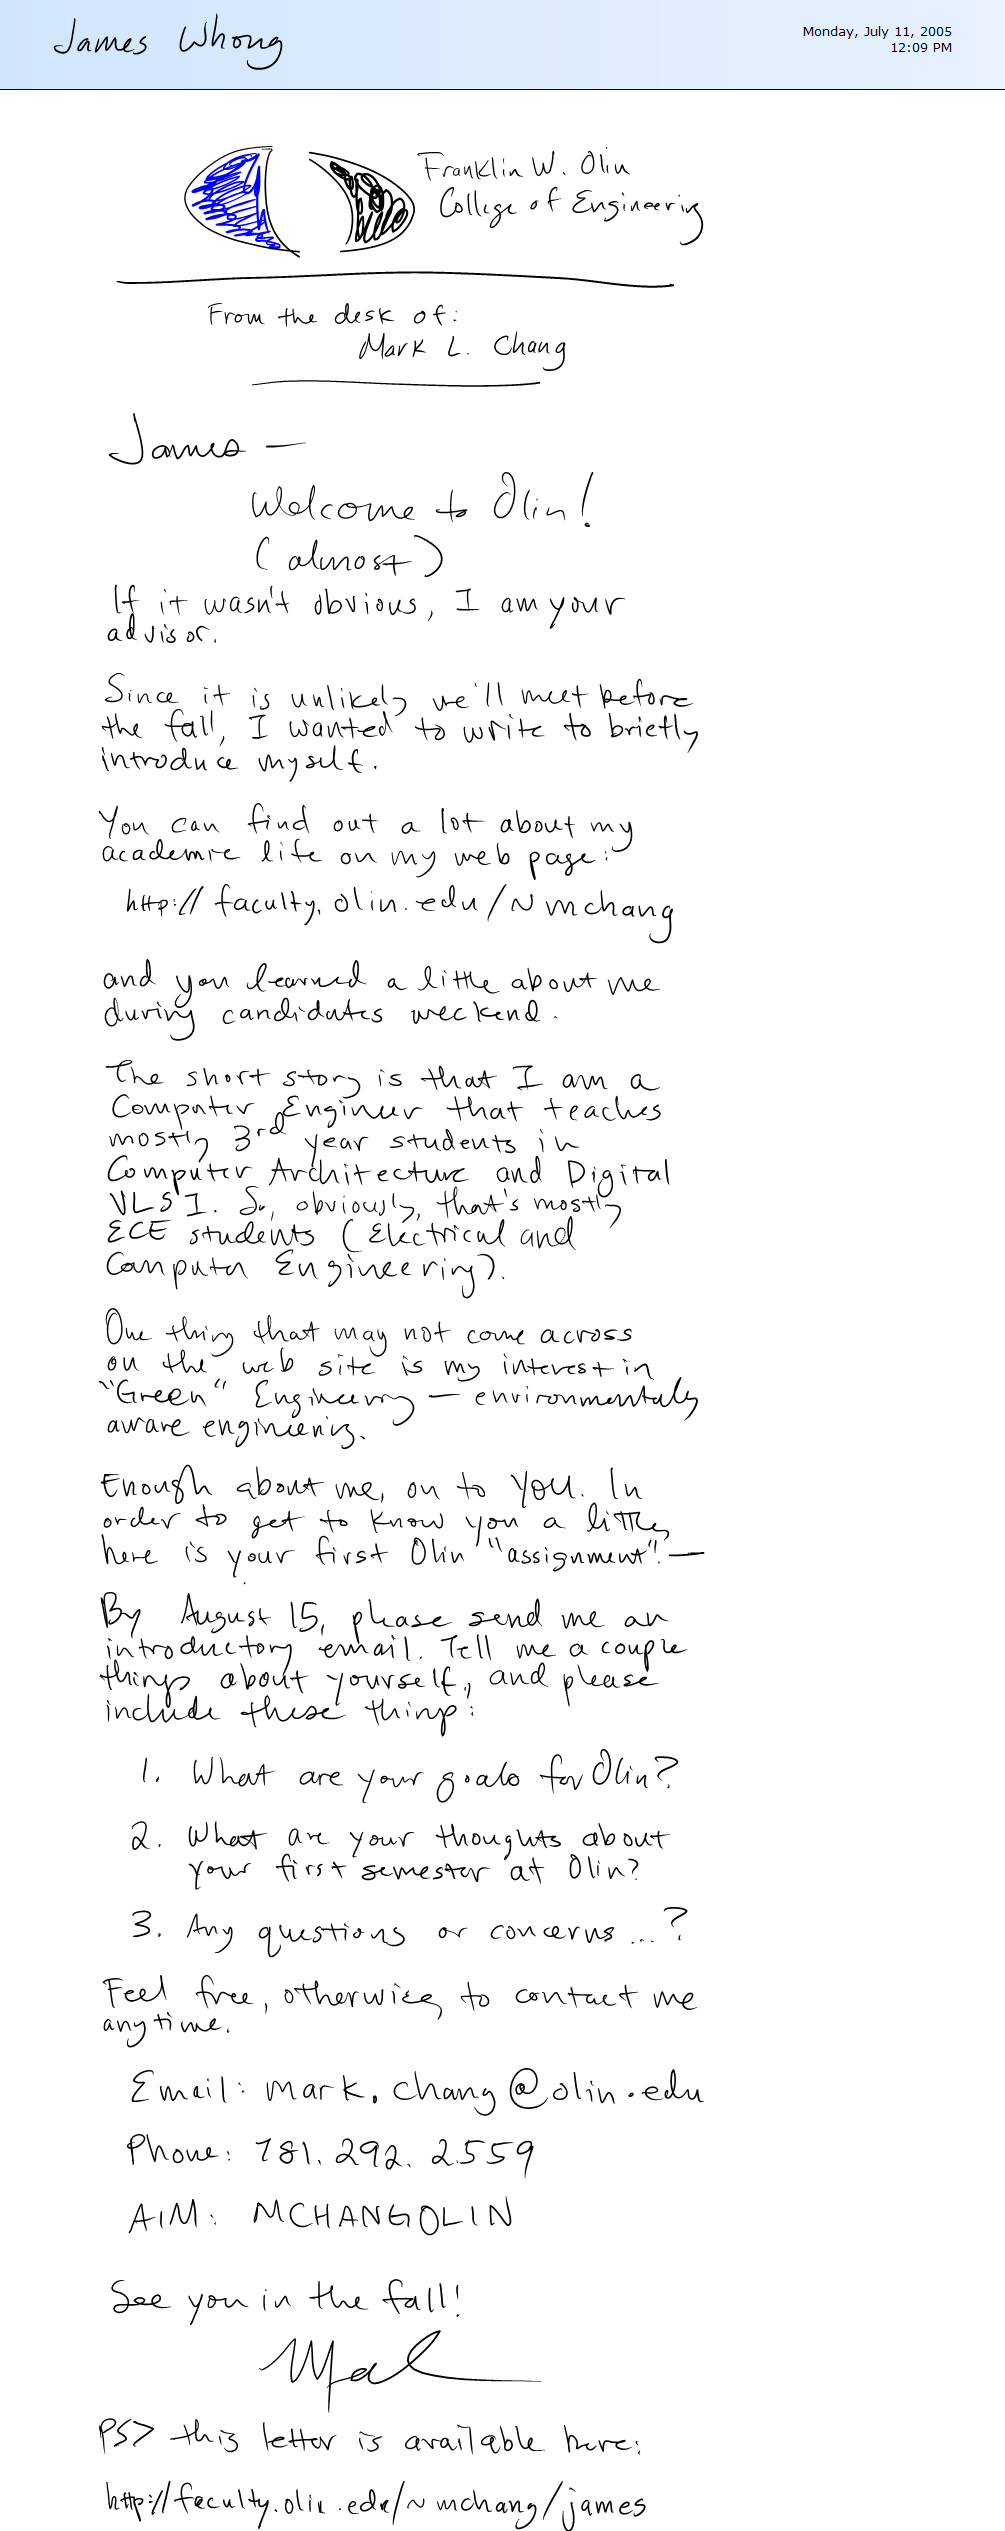 James Whong
Monday, July 11, 2005
12:09 PM
Franklin W. Olin
College of Engineering
From the desk of:
Mark L. Chang
James —
Welcome to Olin!
(almost)
If it wasn't obvious, I am your
advisor.
Since it is unlikely we'll meet before
the fall, I wanted to write to briefly
introduce myself.
You can find out a lot about my
academic life on my web page:
http://faculty.olin.edu/~mchang
and you learned a little about me
during candidates weekend.
The short story is that I am a
Computer Engineer that teaches
mostly 3rd year students in
Computer Architecture and Digital
VLSI. So, obviously, that's mostly
ECE students (Electrical and
Computer Engineering).
One thing that may not come across
on the web site is my interest in
"Green" Engineering — environmentally
aware engineering.
Enough about me, on to YOU. In
order to get to know you a little,
here is your first Olin "assignment". —
By August 15, please send me an
introductory email. Tell me a couple
things about yourself, and please
include these things:
1. What are your goals for Olin?
2. What are your thoughts about
your first semester at Olin?
3. Any questions or concerns...?
Feel free, otherwise, to contact me
anytime.
Email: mark.chang@olin.edu
Phone: 781.292.2559
AIM: MCHANGOLIN
See you in the fall!
Mark
PS> this letter is available here:
http://faculty.olin.edu/~mchang/james